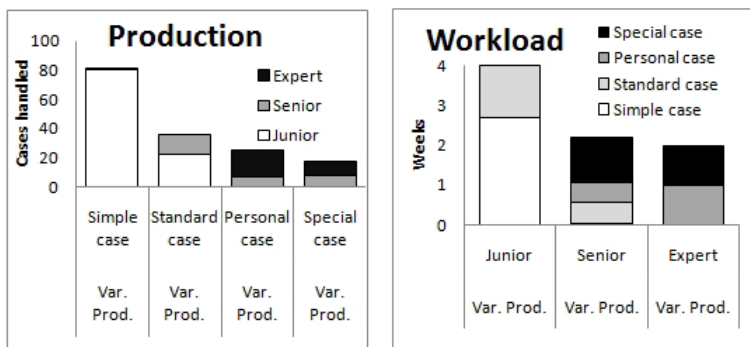 Production
Cases handled
100
80
60
40
20
0
Expert
Senior
Junior
Simple case
Standard case
Personal case
Special case
Var. Prod.
Var. Prod.
Var. Prod.
Var. Prod.
Workload
Weeks
4
3
2
1
0
Special case
Personal case
Standard case
Simple case
Junior
Senior
Expert
Var. Prod.
Var. Prod.
Var. Prod.